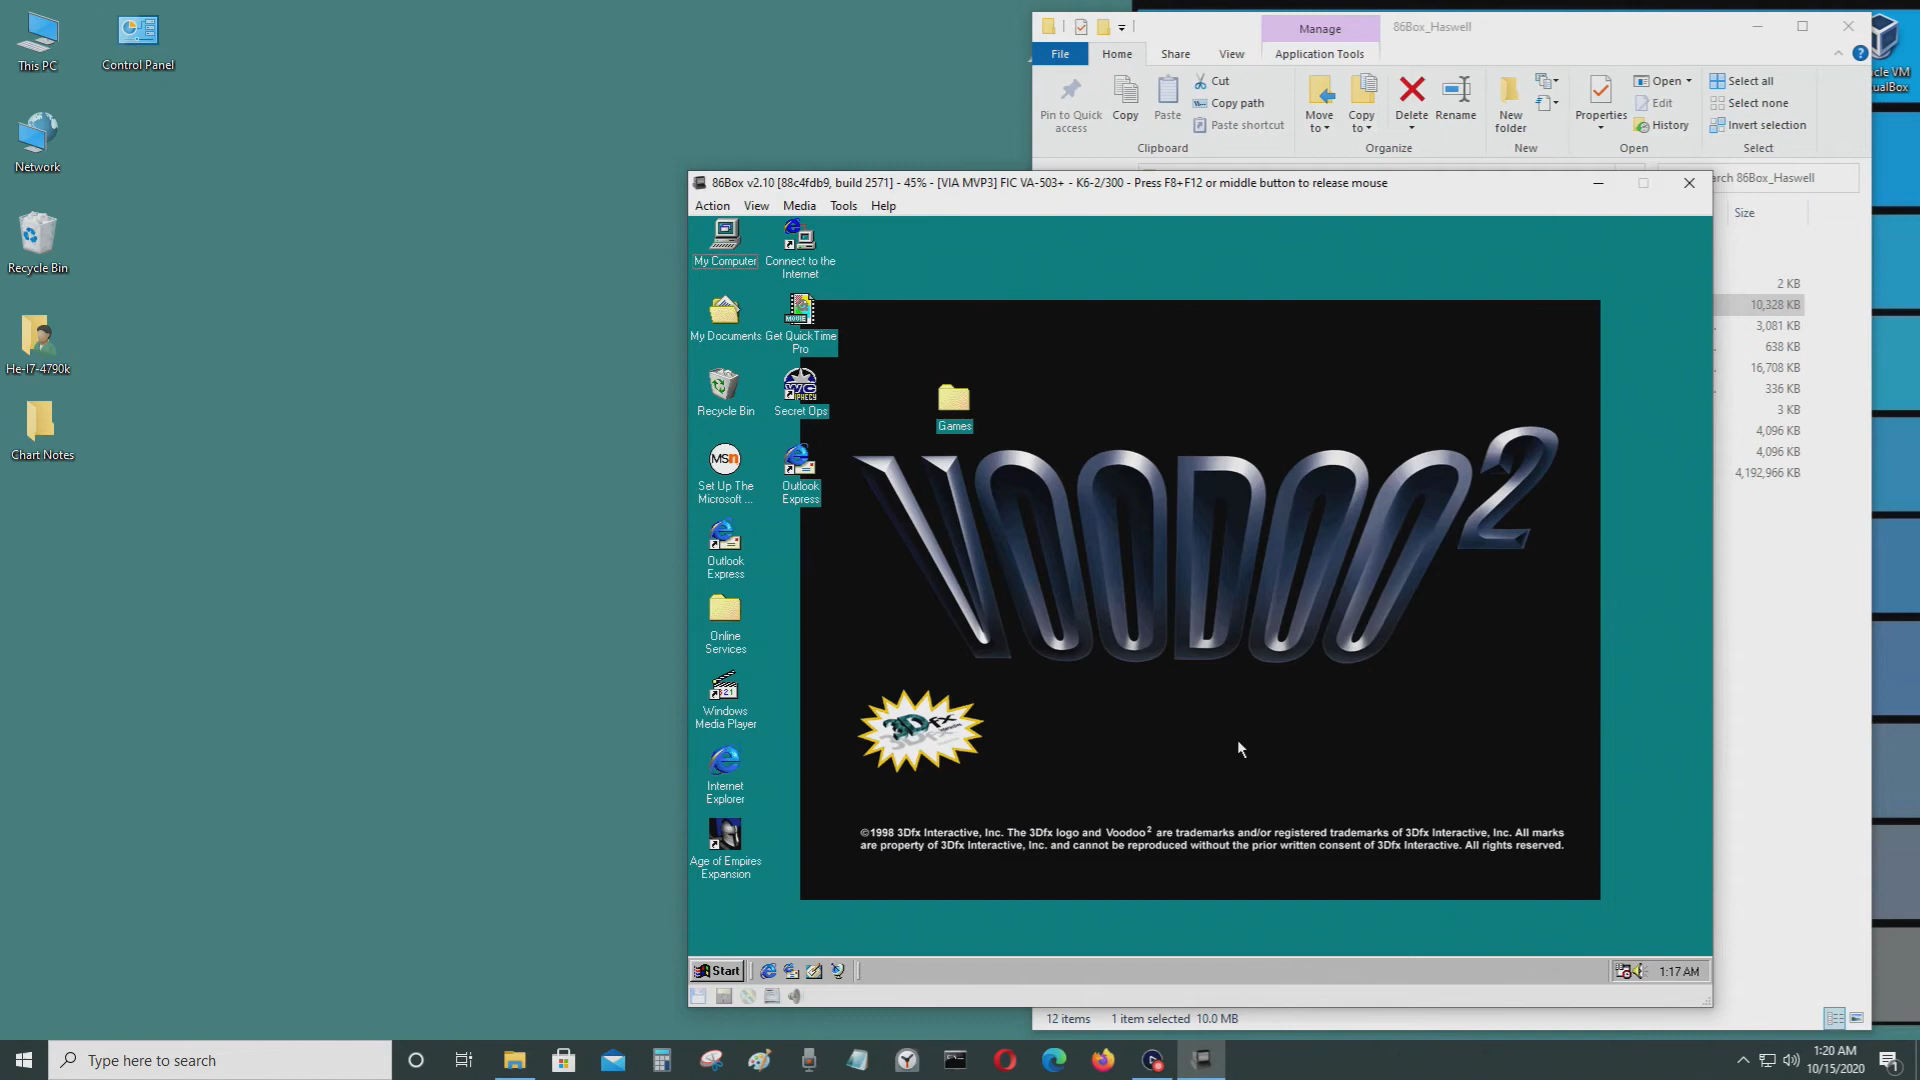 This PC
Control Panel
Network
Recycle Bin
He-I7-4790k
Chart Notes
Manage
86Box_Haswell
File
Home
Share
View
Application Tools
Pin to Quick access
Copy
Paste
Cut
Copy path
Paste shortcut
Clipboard
Move to
Copy to
Delete
Rename
Organize
New folder
New
Properties
Open
Edit
History
Open
Select all
Select none
Invert selection
Select
cle VM
ualBox
arch 86Box_Haswell
Size
2 KB
10,328 KB
3,081 KB
638 KB
16,708 KB
336 KB
3 KB
4,096 KB
4,096 KB
4,192,966 KB
12 items
1 item selected 10.0 MB
86Box v2.10 [88c4fdb9, build 2571] - 45% - [VIA MVP3] FIC VA-503+ - K6-2/300 - Press F8+F12 or middle button to release mouse
Action
View
Media
Tools
Help
My Computer
Connect to the Internet
My Documents
MOVIE
Get QuickTime Pro
Recycle Bin
WC
Secret Ops
Games
msn
Set Up The Microsoft ...
Outlook Express
Outlook Express
Online Services
Windows Media Player
Internet Explorer
Age of Empires Expansion
VOODOO2
3Dfx
©1998 3Dfx Interactive, Inc. The 3Dfx logo and Voodoo2 are trademarks and/or registered trademarks of 3Dfx Interactive, Inc. All marks
are property of 3Dfx Interactive, Inc. and cannot be reproduced without the prior written consent of 3Dfx Interactive. All rights reserved.
Start
1:17 AM
Type here to search
1:20 AM
10/15/2020
1